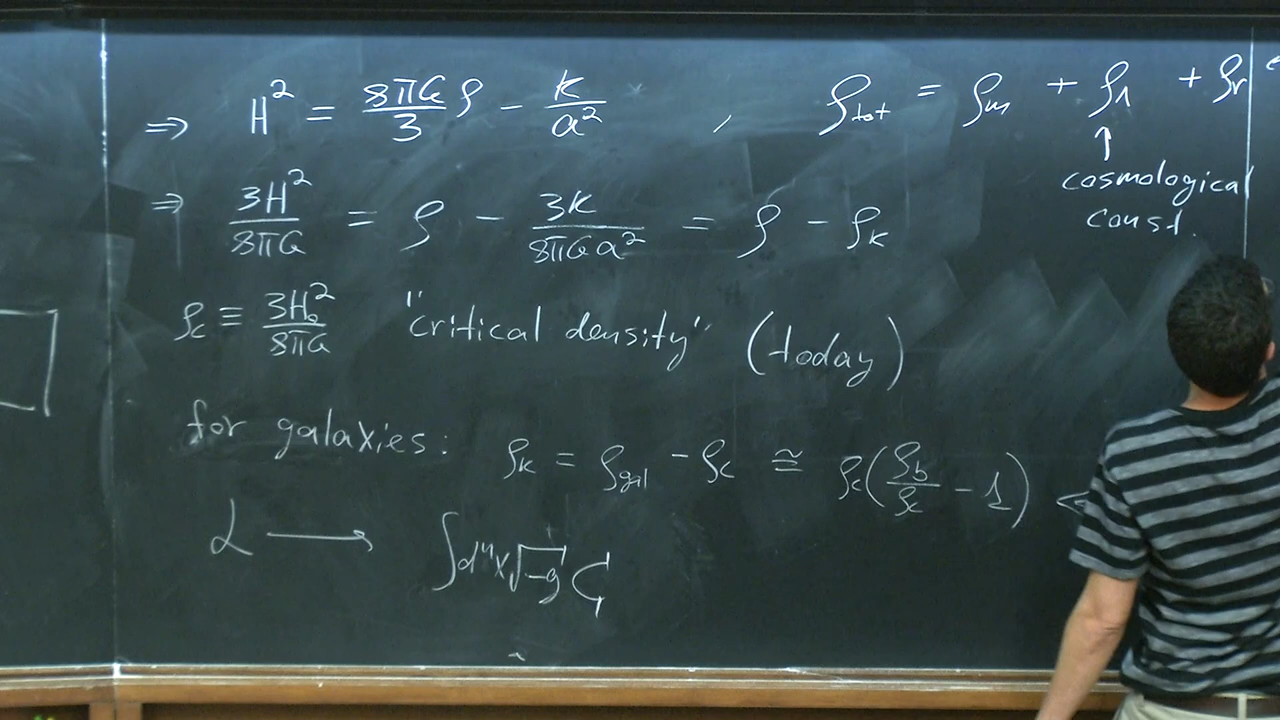 ⇒ H² = 8πG/3 ρ − k/a² , ρ_tot = ρ_m + ρ_Λ + ρ_r
↑
cosmological
const.
⇒ 3H²/8πG = ρ − 3k/8πGa² = ρ − ρ_k
ρ_c ≡ 3H₀²/8πG "critical density" (today)
for galaxies: ρ_k = ρ_gal − ρ_c ≅ ρ_c(ρ_b/ρ_c − 1) <
ℒ ⟶ ∫d⁴x√−g